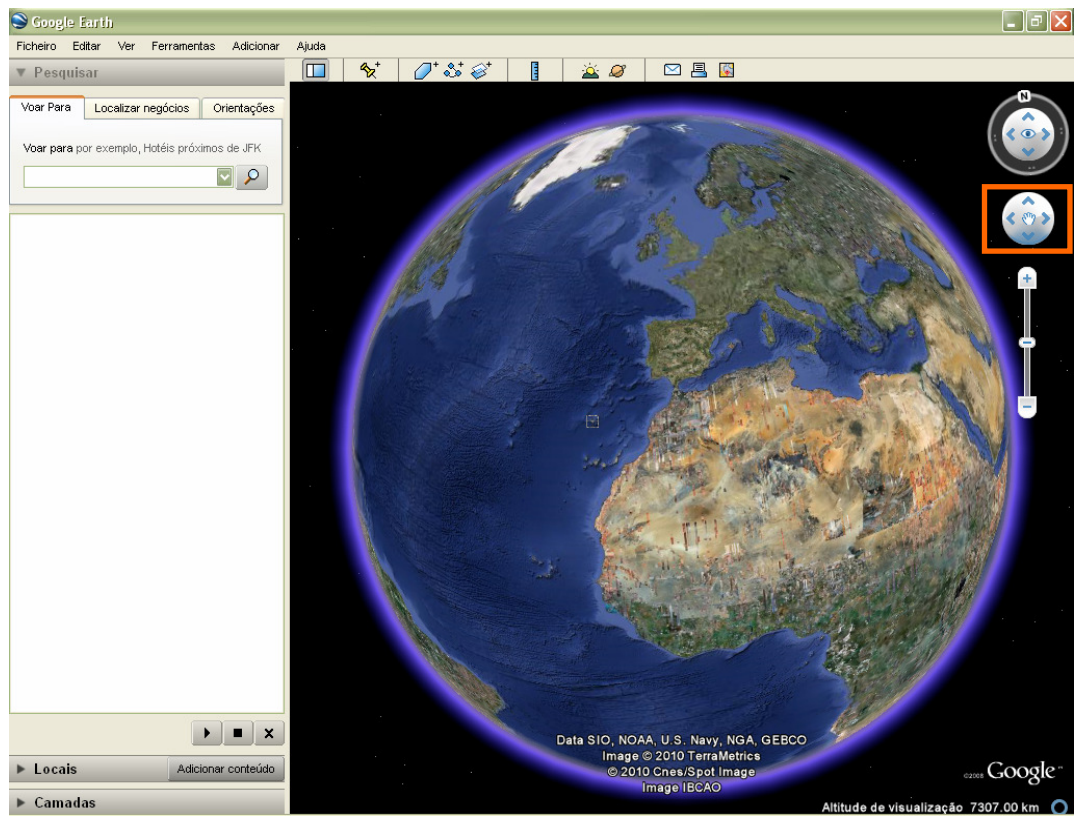 Google Earth
Ficheiro Editar Ver Ferramentas Adicionar Ajuda
Pesquisar
Voar Para Localizar negócios Orientações
Voar para por exemplo, Hotéis próximos de JFK
N
Data SIO, NOAA, U.S. Navy, NGA, GEBCO
Image © 2010 TerraMetrics
© 2010 Cnes/Spot Image
Image IBCAO
Locais Adicionar conteúdo
©2008 Google™
Camadas
Altitude de visualização 7307.00 km